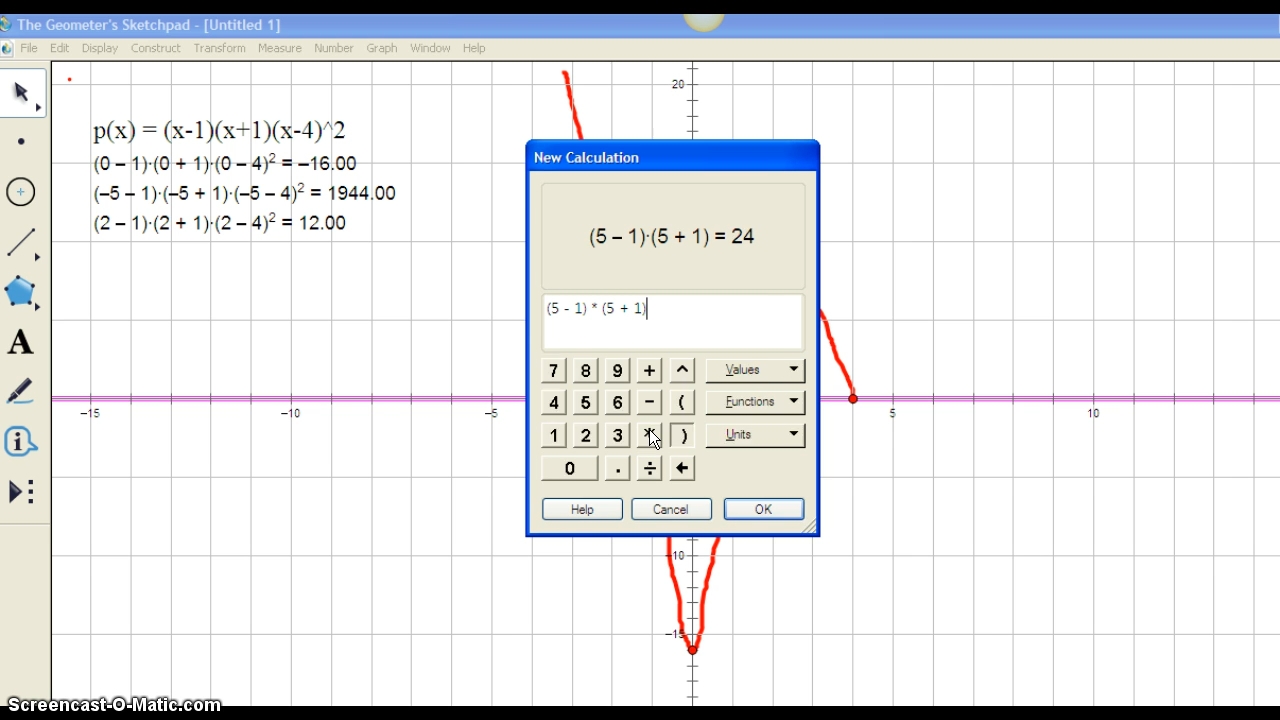 The Geometer's Sketchpad - [Untitled 1]
File Edit Display Construct Transform Measure Number Graph Window Help
20
p(x) = (x-1)(x+1)(x-4)^2
(0 – 1)·(0 + 1)·(0 – 4)² = –16.00
(–5 – 1)·(–5 + 1)·(–5 – 4)² = 1944.00
(2 – 1)·(2 + 1)·(2 – 4)² = 12.00
New Calculation
(5 – 1)·(5 + 1) = 24
(5 - 1) * (5 + 1)
7 8 9 + ^ Values
4 5 6 − ( Functions
1 2 3 * ) Units
0 . ÷ ←
Help Cancel OK
–15 –10 –5 5 10
–10
–15
A
Screencast-O-Matic.com